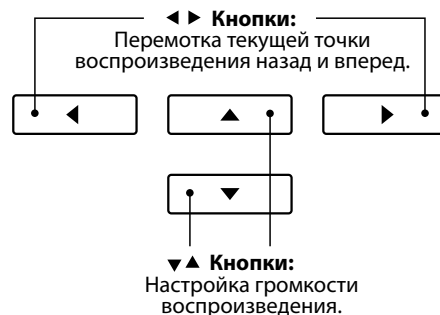 ◀ ▶ Кнопки:
Перемотка текущей точки
воспроизведения назад и вперед.
◀
▲
▶
▼
▼▲ Кнопки:
Настройка громкости
воспроизведения.